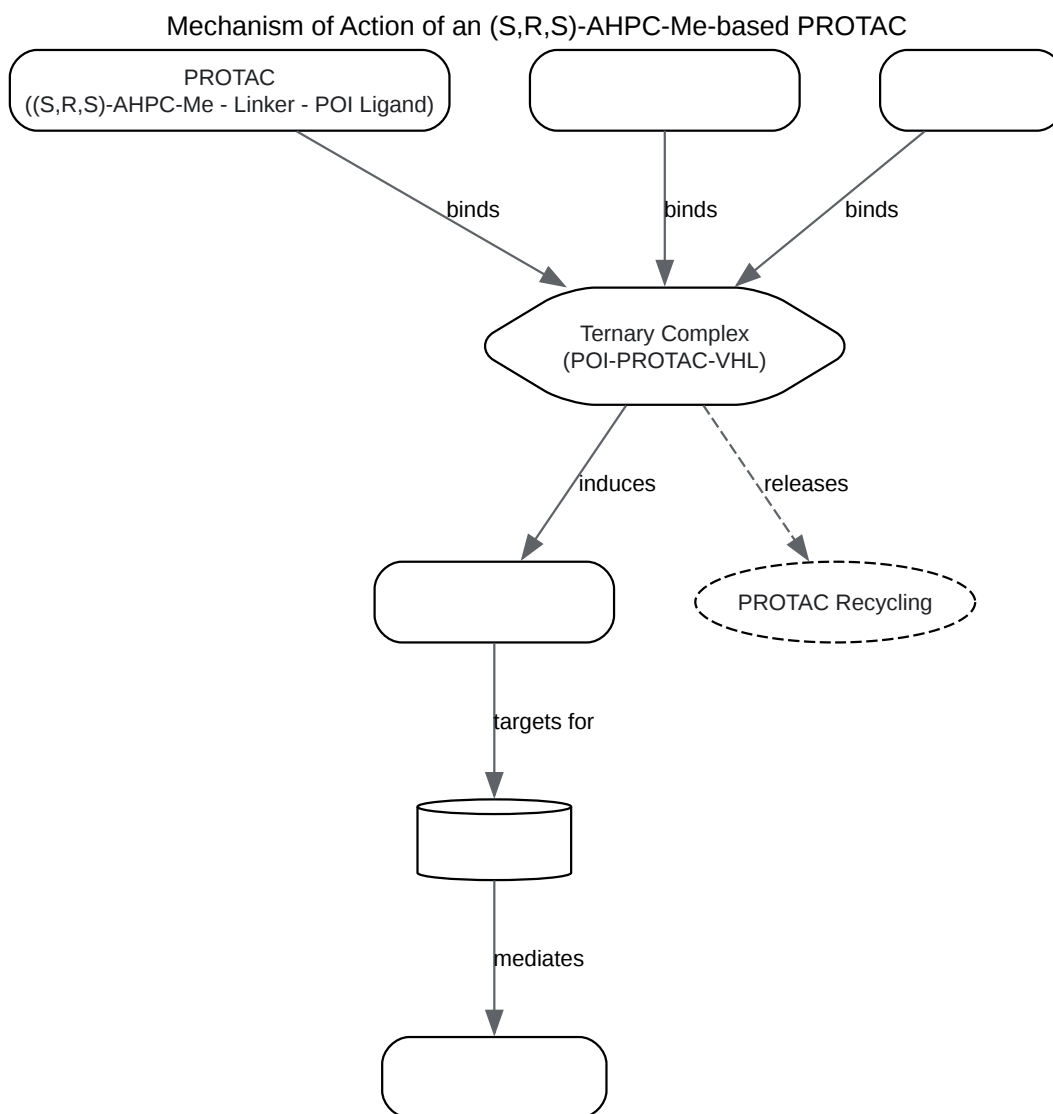 Mechanism of Action of an (S,R,S)-AHPC-Me-based PROTAC
PROTAC
((S,R,S)-AHPC-Me - Linker - POI Ligand)
binds
binds
binds
Ternary Complex
(POI-PROTAC-VHL)
induces
releases
PROTAC Recycling
targets for
mediates